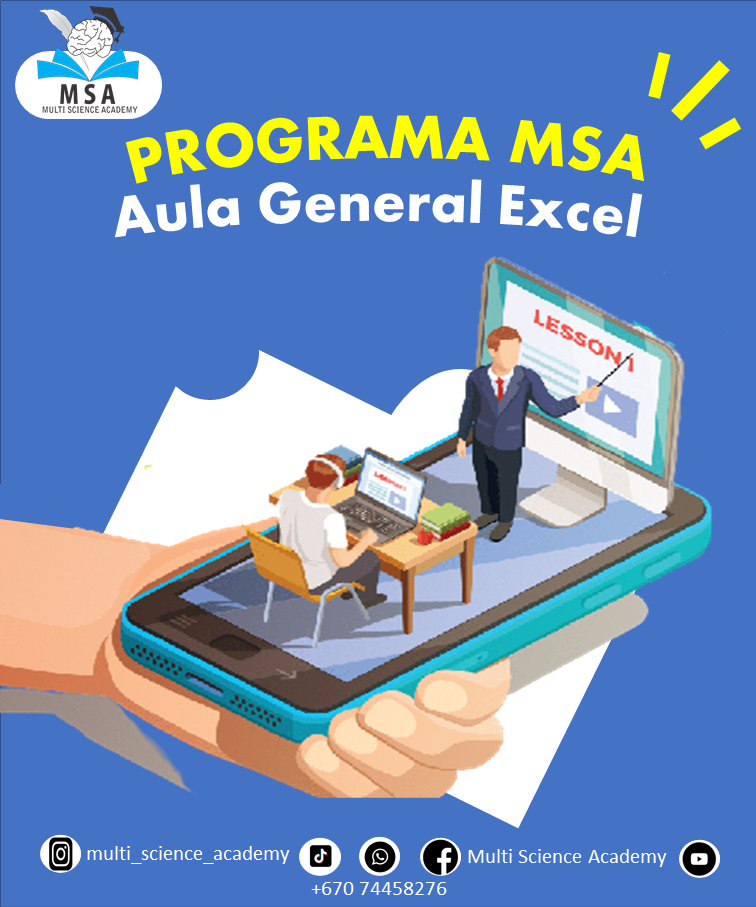 MSA
MULTI SCIENCE ACADEMY
PROGRAMA MSA
Aula General Excel
LESSON 1
multi_science_academy
Multi Science Academy
+670 74458276